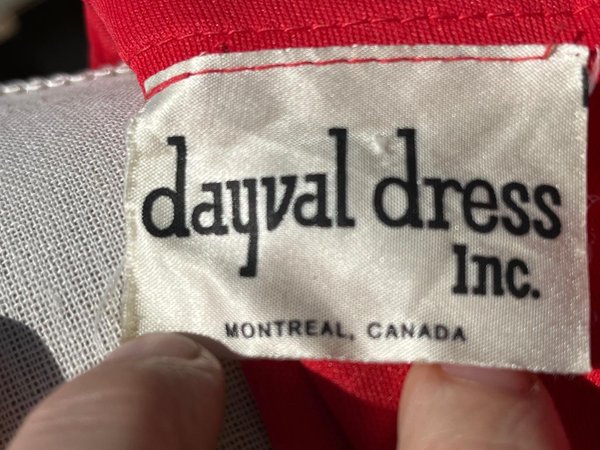 dayval dress
Inc.
MONTREAL, CANADA